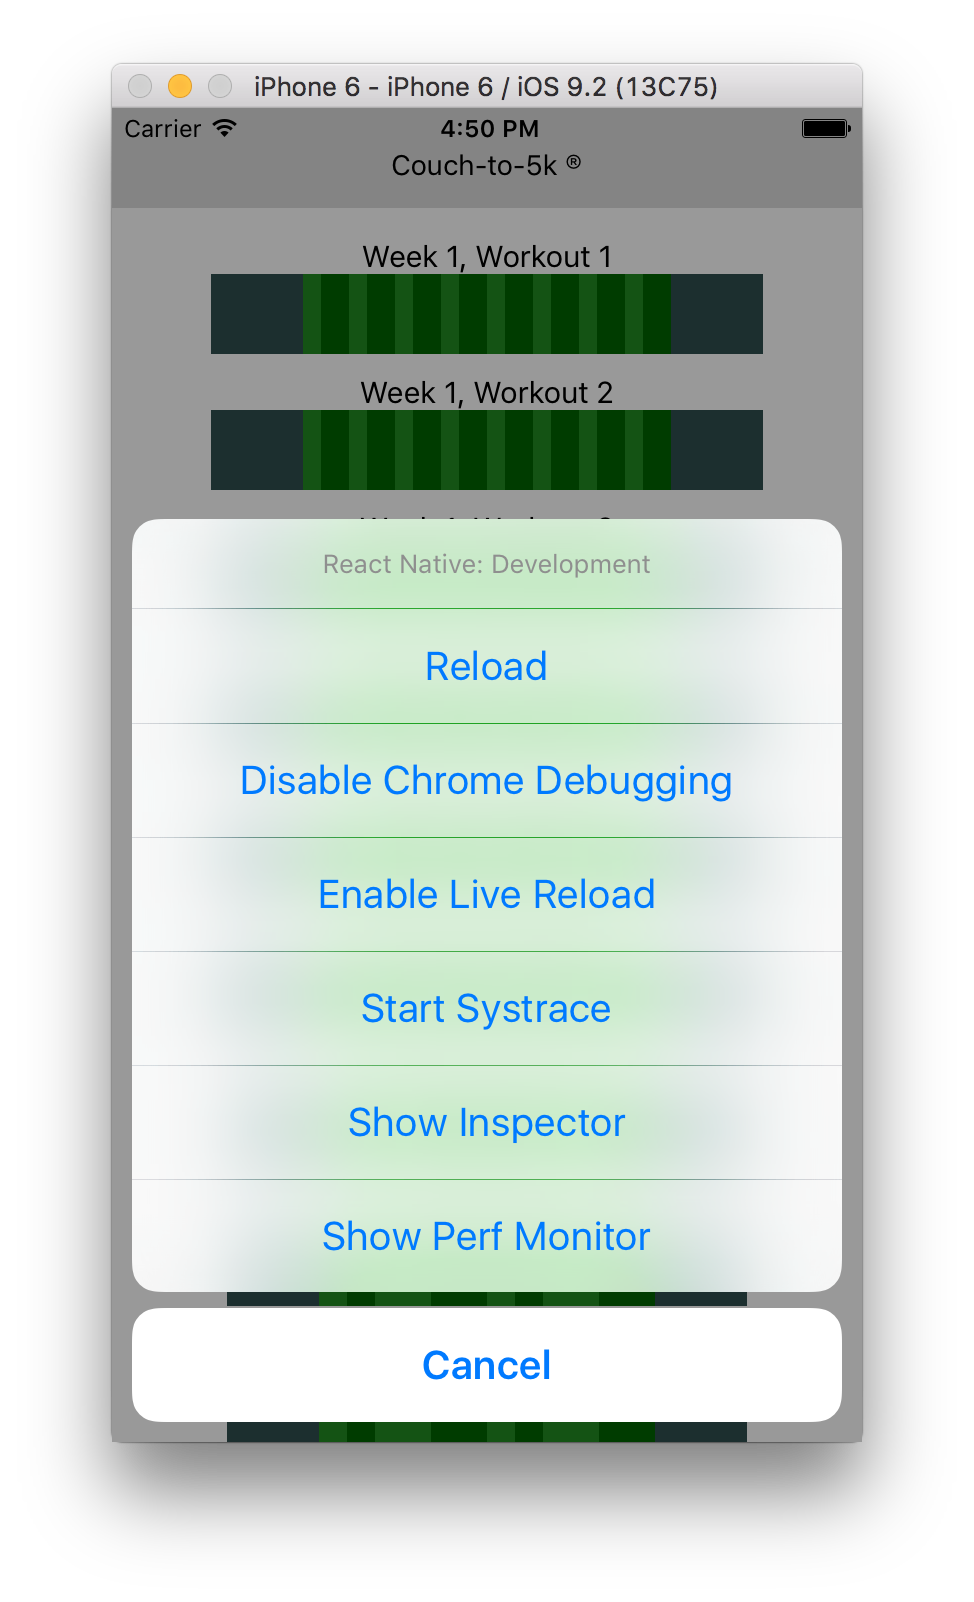 iPhone 6 - iPhone 6 / iOS 9.2 (13C75)
Carrier 4:50 PM
Couch-to-5k ®
Week 1, Workout 1
Week 1, Workout 2
React Native: Development
Reload
Disable Chrome Debugging
Enable Live Reload
Start Systrace
Show Inspector
Show Perf Monitor
Cancel